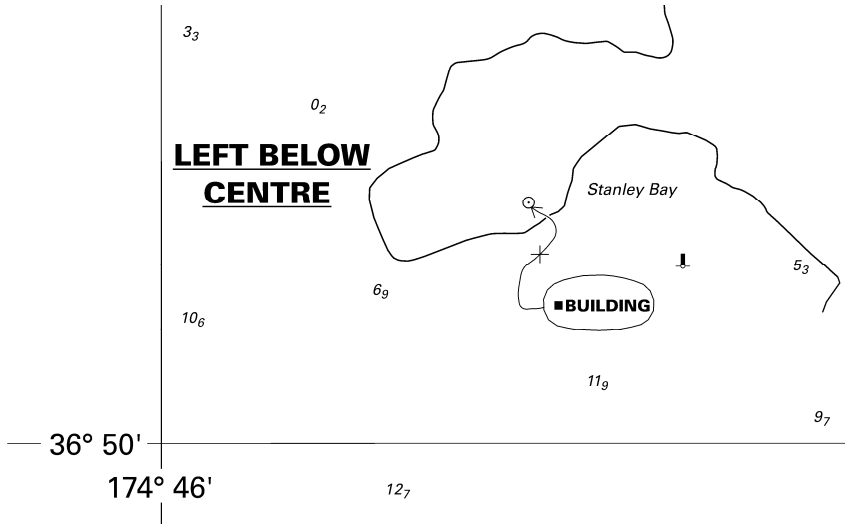 3₃
0₂
LEFT BELOW
CENTRE
Stanley Bay
5₃
6₉
■BUILDING
10₆
11₉
9₇
36° 50'
174° 46'
12₇